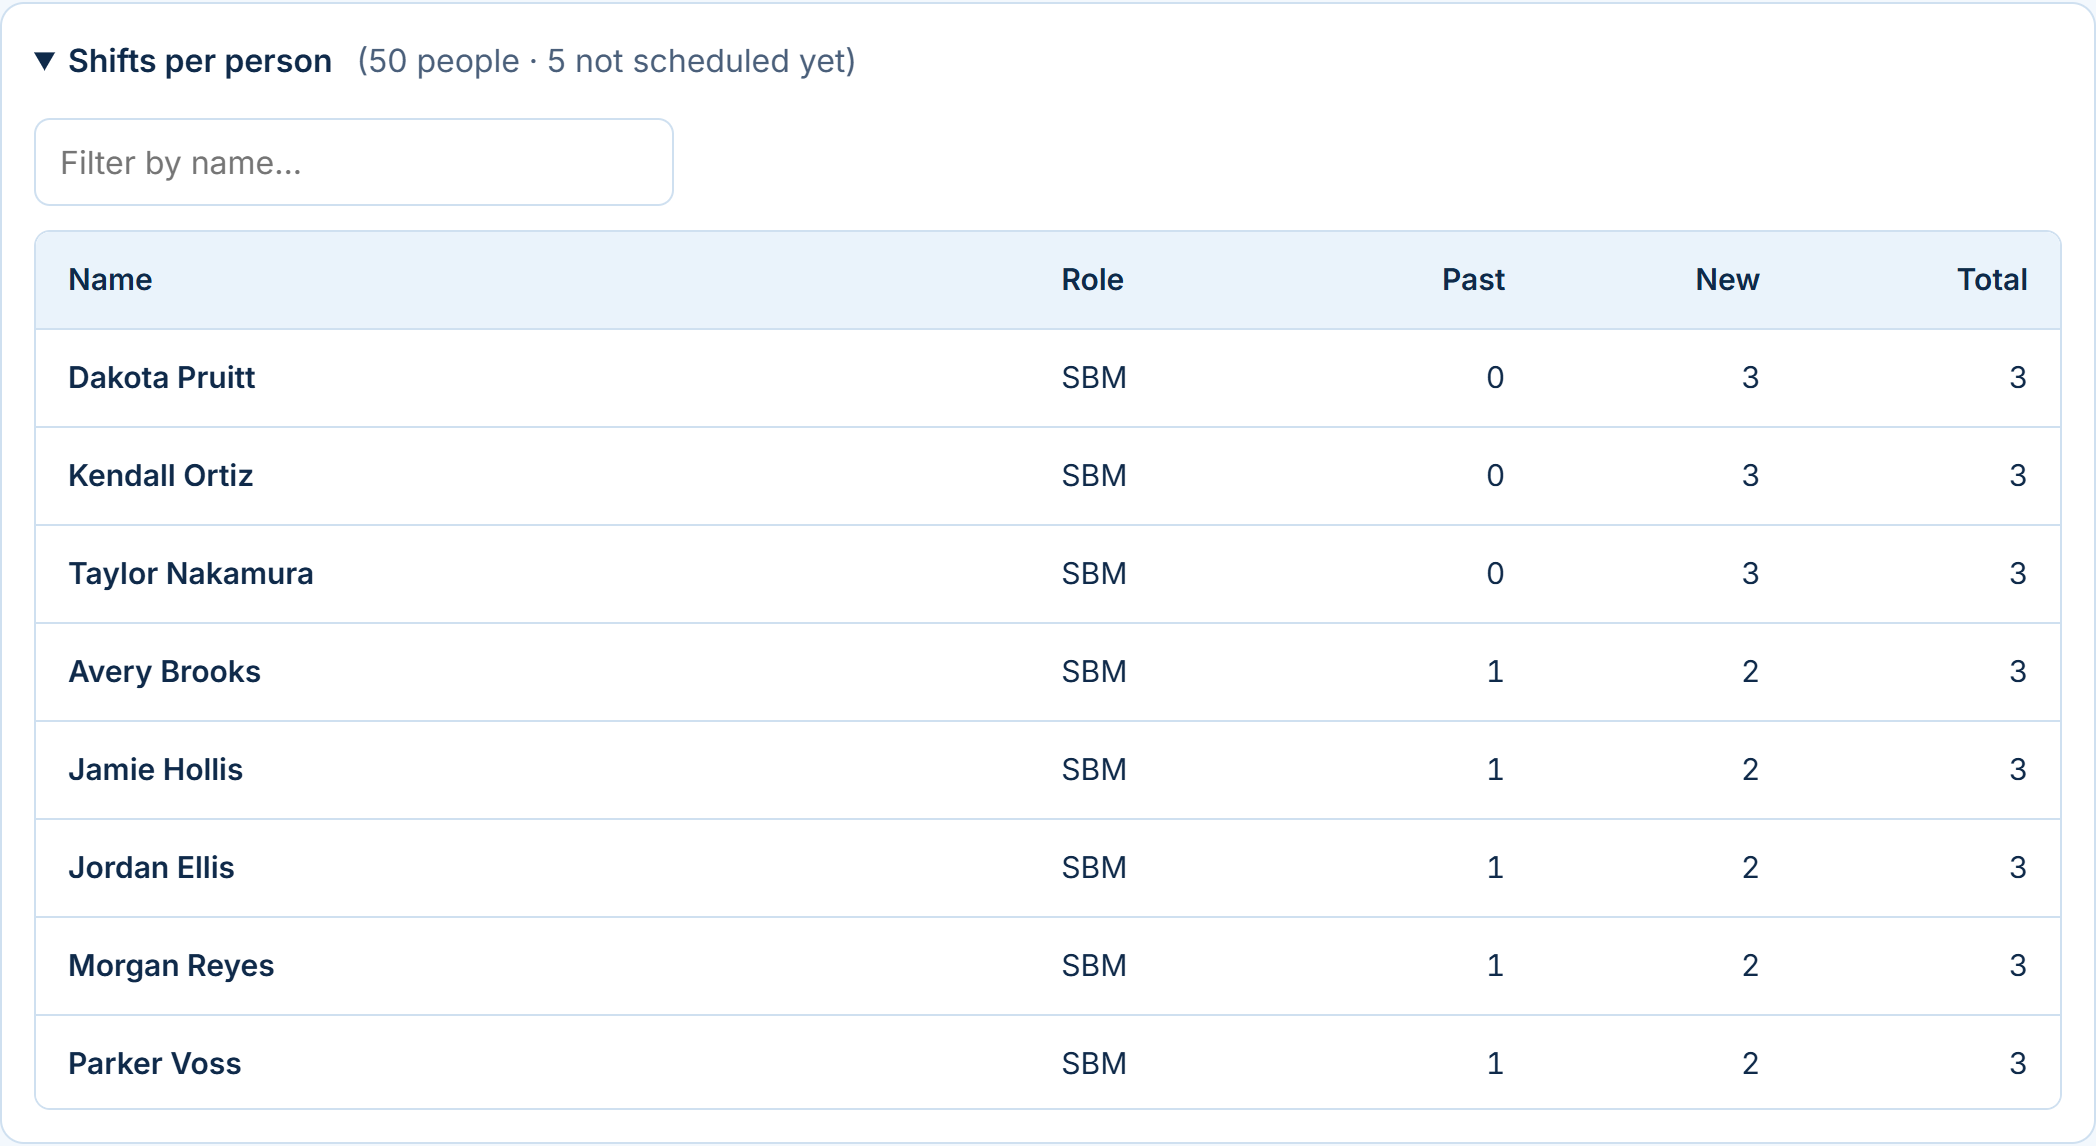 ▼ Shifts per person (50 people · 5 not scheduled yet)
Filter by name...
Name Role Past New Total
Dakota Pruitt SBM 0 3 3
Kendall Ortiz SBM 0 3 3
Taylor Nakamura SBM 0 3 3
Avery Brooks SBM 1 2 3
Jamie Hollis SBM 1 2 3
Jordan Ellis SBM 1 2 3
Morgan Reyes SBM 1 2 3
Parker Voss SBM 1 2 3